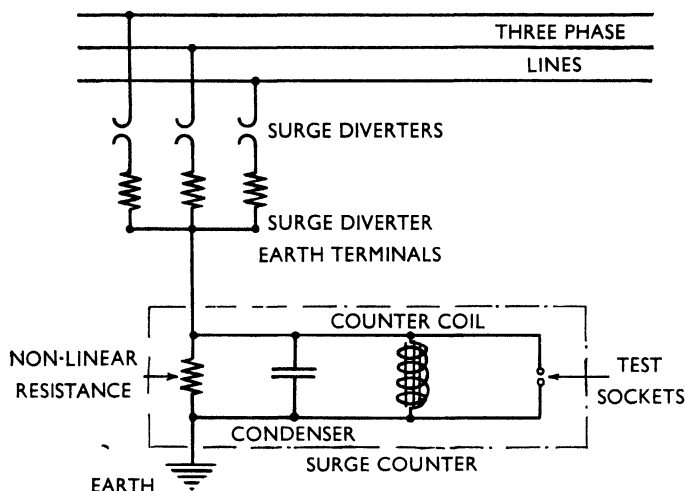 THREE PHASE
LINES
SURGE DIVERTERS
SURGE DIVERTER
EARTH TERMINALS
COUNTER COIL
NON-LINEAR
RESISTANCE
TEST
SOCKETS
CONDENSER
SURGE COUNTER
EARTH